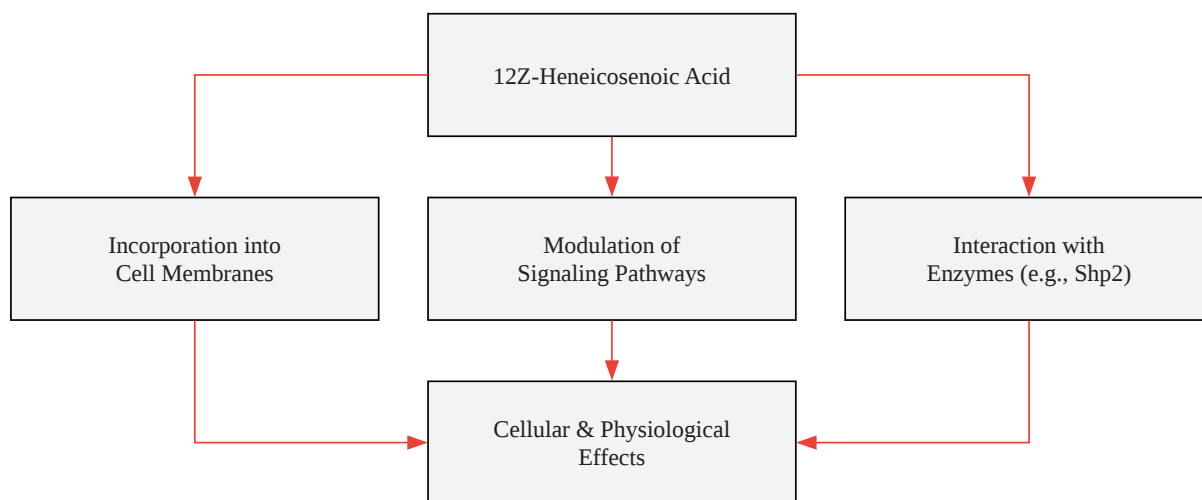 12Z-Heneicosenoic Acid
Incorporation into
Cell Membranes
Modulation of
Signaling Pathways
Interaction with
Enzymes (e.g., Shp2)
Cellular & Physiological
Effects